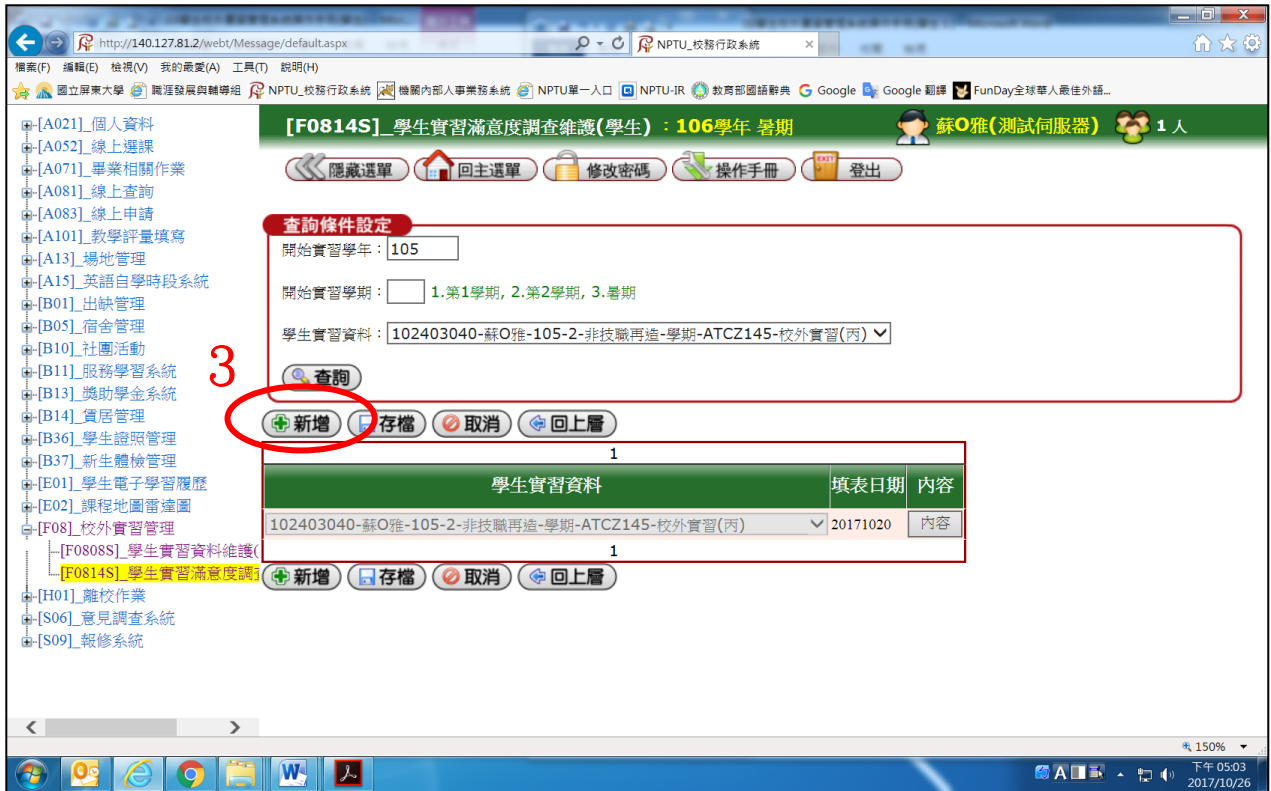 http://140.127.81.2/webt/Message/default.aspx
NPTU_校務行政系統
檔案(F) 編輯(E) 檢視(V) 我的最愛(A) 工具(T) 說明(H)
國立屏東大學 職涯發展與輔導組 NPTU_校務行政系統 機關內部人事業務系統 NPTU單一入口 NPTU-IR 教育部國語辭典 Google Google 翻譯 FunDay全球華人最佳外語...
[A021]_個人資料
[A052]_線上選課
[A071]_畢業相關作業
[A081]_線上查詢
[A083]_線上申請
[A101]_教學評量填寫
[A13]_場地管理
[A15]_英語自學時段系統
[B01]_出缺管理
[B05]_宿舍管理
[B10]_社團活動
[B11]_服務學習系統
[B13]_獎助學金系統
[B14]_賃居管理
[B36]_學生證照管理
[B37]_新生體檢管理
[E01]_學生電子學習履歷
[E02]_課程地圖雷達圖
[F08]_校外實習管理
[F0808S]_學生實習資料維護(
[F0814S]_學生實習滿意度調
[H01]_離校作業
[S06]_意見調查系統
[S09]_報修系統
[F0814S]_學生實習滿意度調查維護(學生)：106學年 暑期 蘇O雅(測試伺服器) 1 人
隱藏選單 回主選單 修改密碼 操作手冊 登出
查詢條件設定
開始實習學年：105
開始實習學期： 1.第1學期, 2.第2學期, 3.暑期
學生實習資料：102403040-蘇O雅-105-2-非技職再造-學期-ATCZ145-校外實習(丙)
查詢
3
新增 存檔 取消 回上層
1
學生實習資料 填表日期 內容
102403040-蘇O雅-105-2-非技職再造-學期-ATCZ145-校外實習(丙) 20171020 內容
1
新增 存檔 取消 回上層
150%
下午 05:03
2017/10/26